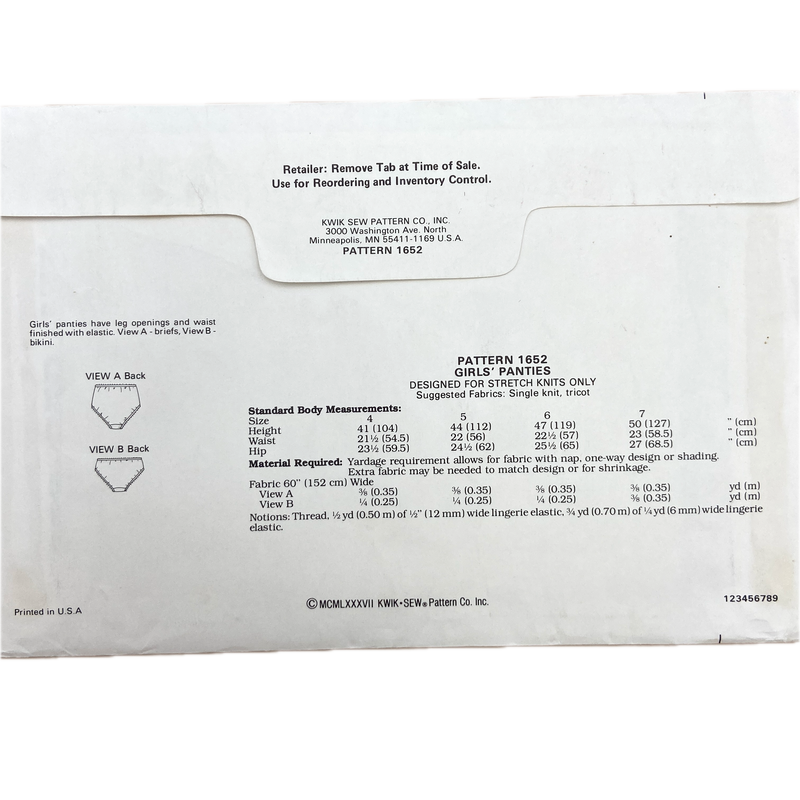 Retailer: Remove Tab at Time of Sale.
Use for Reordering and Inventory Control.
KWIK SEW PATTERN CO., INC.
3000 Washington Ave. North
Minneapolis, MN 55411-1169 U.S.A.
PATTERN 1652
Girls' panties have leg openings and waist
finished with elastic. View A - briefs, View B -
bikini.
VIEW A Back
VIEW B Back
PATTERN 1652
GIRLS' PANTIES
DESIGNED FOR STRETCH KNITS ONLY
Suggested Fabrics: Single knit, tricot
Standard Body Measurements:
Size 4 5 6 7
Height 41 (104) 44 (112) 47 (119) 50 (127) " (cm)
Waist 21½ (54.5) 22 (56) 22½ (57) 23 (58.5) " (cm)
Hip 23½ (59.5) 24½ (62) 25½ (65) 27 (68.5) " (cm)
Material Required: Yardage requirement allows for fabric with nap, one-way design or shading.
Extra fabric may be needed to match design or for shrinkage.
Fabric 60" (152 cm) Wide
View A ⅜ (0.35) ⅜ (0.35) ⅜ (0.35) ⅜ (0.35) yd (m)
View B ¼ (0.25) ¼ (0.25) ¼ (0.25) ⅜ (0.35) yd (m)
Notions: Thread, ½ yd (0.50 m) of ½" (12 mm) wide lingerie elastic, ¾ yd (0.70 m) of ¼ yd (6 mm) wide lingerie
elastic.
© MCMLXXXVII KWIK•SEW® Pattern Co. Inc.
123456789
Printed in U.S.A